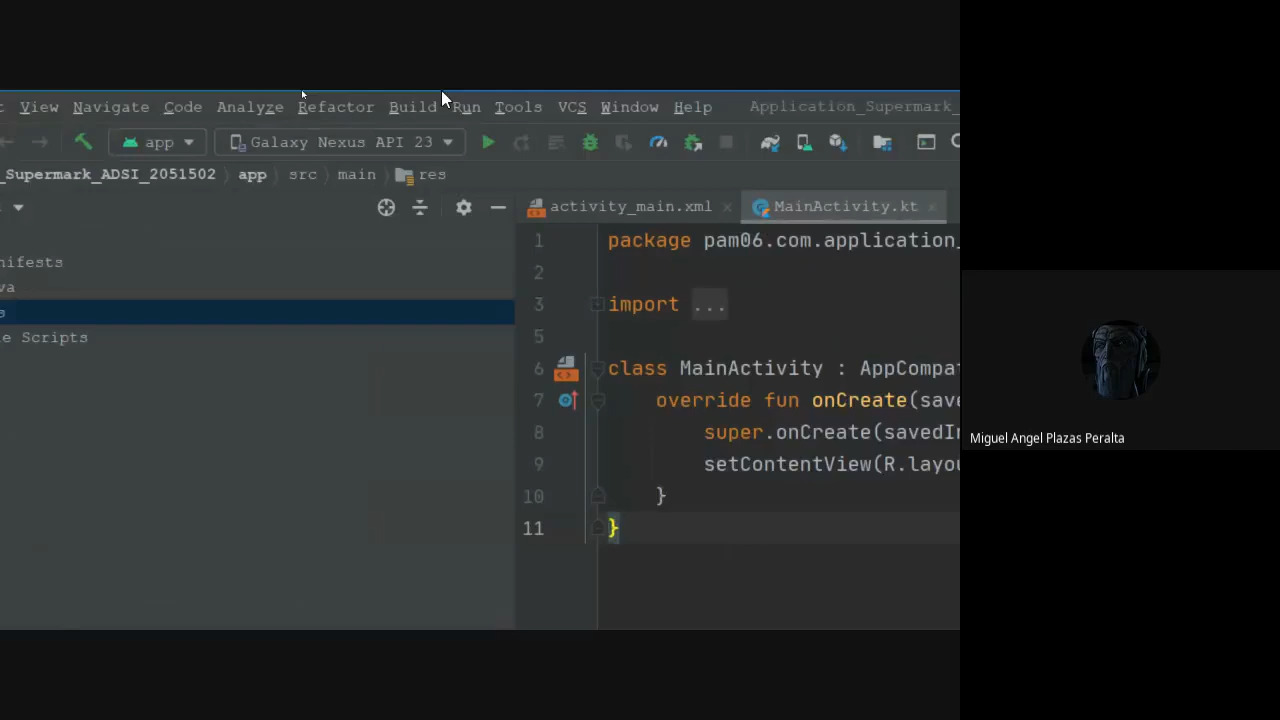 View Navigate Code Analyze Refactor Build Run Tools VCS Window Help Application_Supermark_
app Galaxy Nexus API 23
_Supermark_ADSI_2051502 app src main res
activity_main.xml MainActivity.kt
1 package pam06.com.application_
nifests
2
va
3 import ...
s
e Scripts
5
6 class MainActivity : AppCompat
7 override fun onCreate(save
8 super.onCreate(savedIn
9 setContentView(R.layou
10 }
11 }
Miguel Angel Plazas Peralta